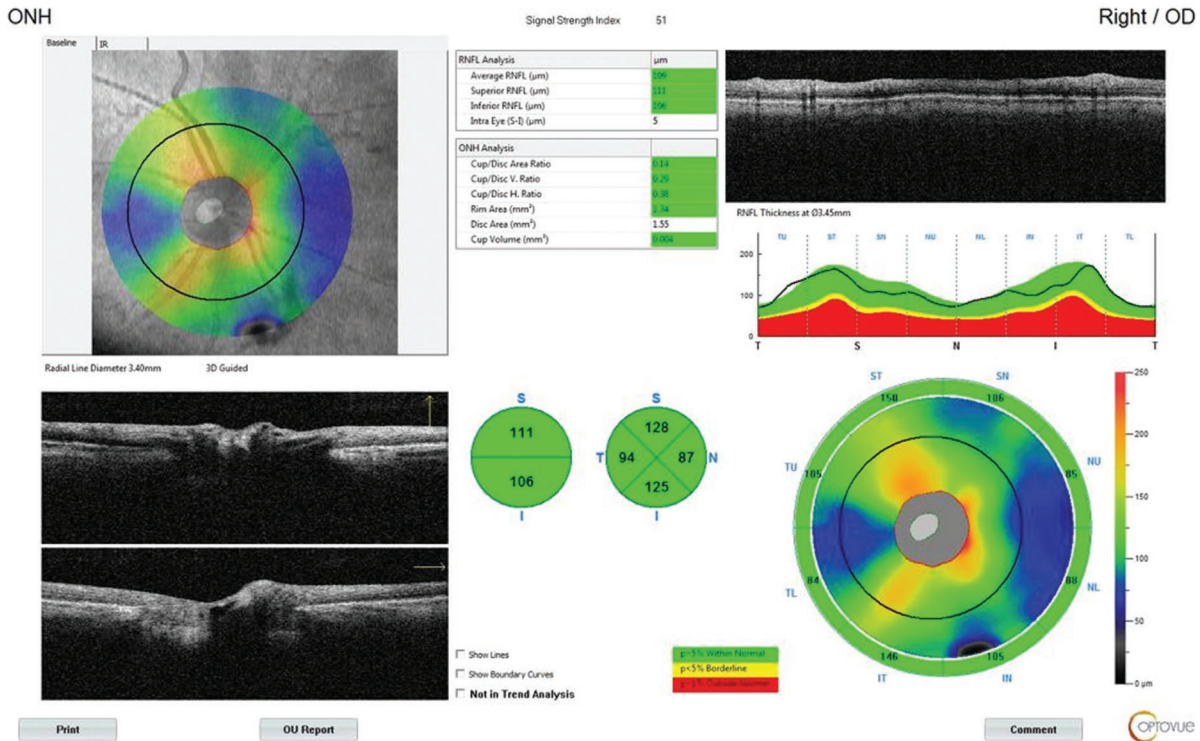 ONH
Signal Strength Index 51
Right / OD
Baseline IR
RNFL Analysis µm
Average RNFL (µm) 109
Superior RNFL (µm) 111
Inferior RNFL (µm) 106
Intra Eye (S-I) (µm) 5
ONH Analysis
Cup/Disc Area Ratio 0.14
Cup/Disc V. Ratio 0.29
Cup/Disc H. Ratio 0.38
Rim Area (mm²) 1.34
Disc Area (mm²) 1.55
Cup Volume (mm³) 0.004
RNFL Thickness at Ø3.45mm
TU ST SN NU NL IN IT TL
200
100
0
T S N I T
Radial Line Diameter 3.40mm 3D Guided
S
111
106
I
S
128
T 94 87 N
125
I
ST SN
150 106
TU NU
105 85
84 88
TL NL
146 105
IT IN
250
200
150
100
50
0 µm
Show Lines
Show Boundary Curves
Not in Trend Analysis
p>5% Within Normal
p<5% Borderline
p<1% Outside Normal
Print
OU Report
Comment
OPTOVUE